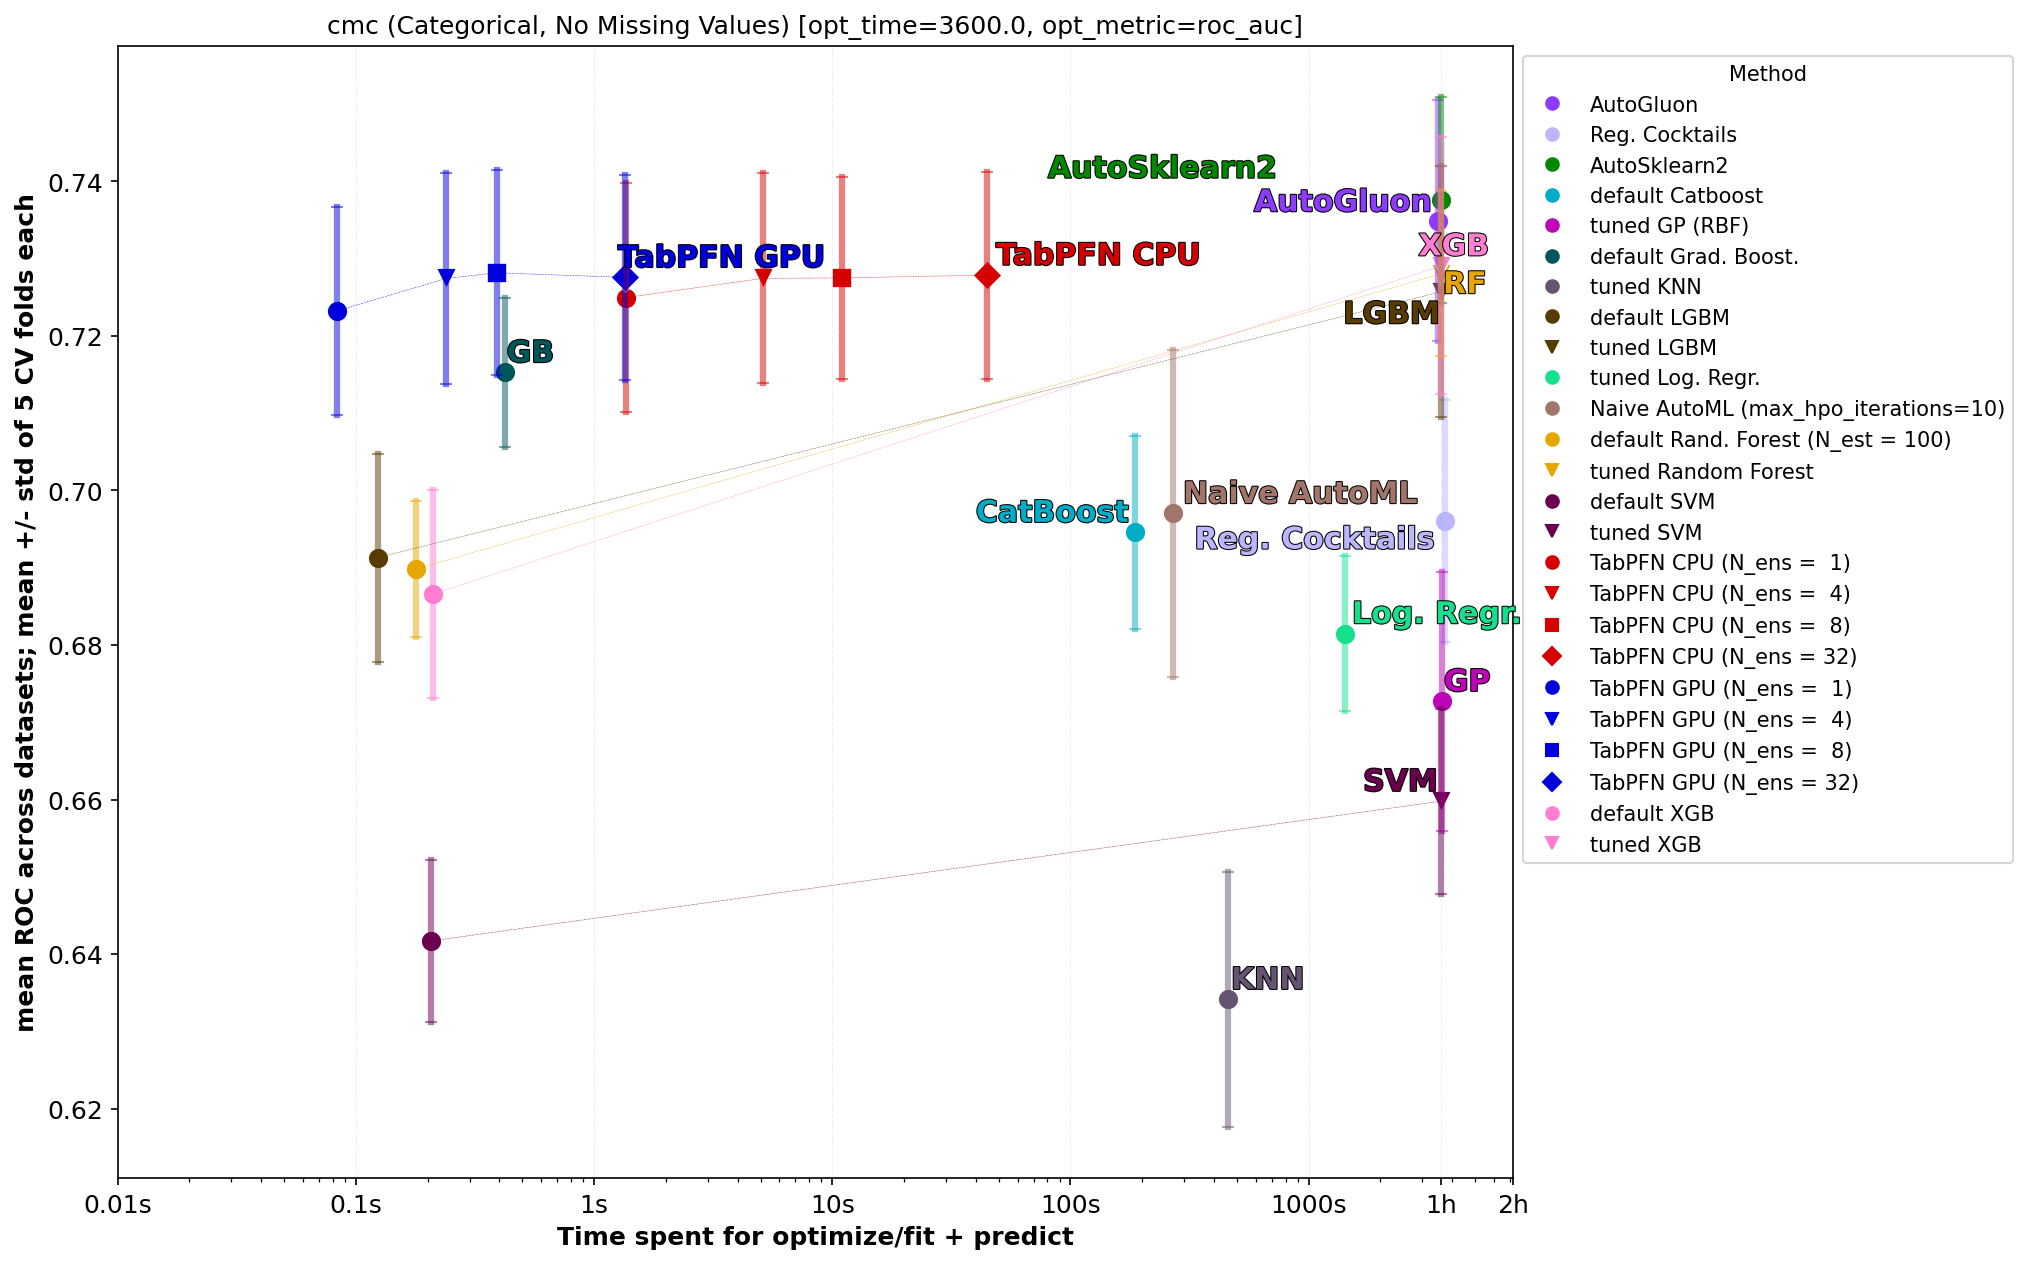 cmc (Categorical, No Missing Values) [opt_time=3600.0, opt_metric=roc_auc]
mean ROC across datasets; mean +/- std of 5 CV folds each
0.74
0.72
0.70
0.68
0.66
0.64
0.62
AutoSklearn2
AutoGluon
XGB
TabPFN GPU
TabPFN CPU
RF
LGBM
GB
Naive AutoML
CatBoost
Reg. Cocktails
Log. Regr.
GP
SVM
KNN
0.01s 0.1s 1s 10s 100s 1000s 1h 2h
Time spent for optimize/fit + predict
Method
AutoGluon
Reg. Cocktails
AutoSklearn2
default Catboost
tuned GP (RBF)
default Grad. Boost.
tuned KNN
default LGBM
tuned LGBM
tuned Log. Regr.
Naive AutoML (max_hpo_iterations=10)
default Rand. Forest (N_est = 100)
tuned Random Forest
default SVM
tuned SVM
TabPFN CPU (N_ens =  1)
TabPFN CPU (N_ens =  4)
TabPFN CPU (N_ens =  8)
TabPFN CPU (N_ens = 32)
TabPFN GPU (N_ens =  1)
TabPFN GPU (N_ens =  4)
TabPFN GPU (N_ens =  8)
TabPFN GPU (N_ens = 32)
default XGB
tuned XGB